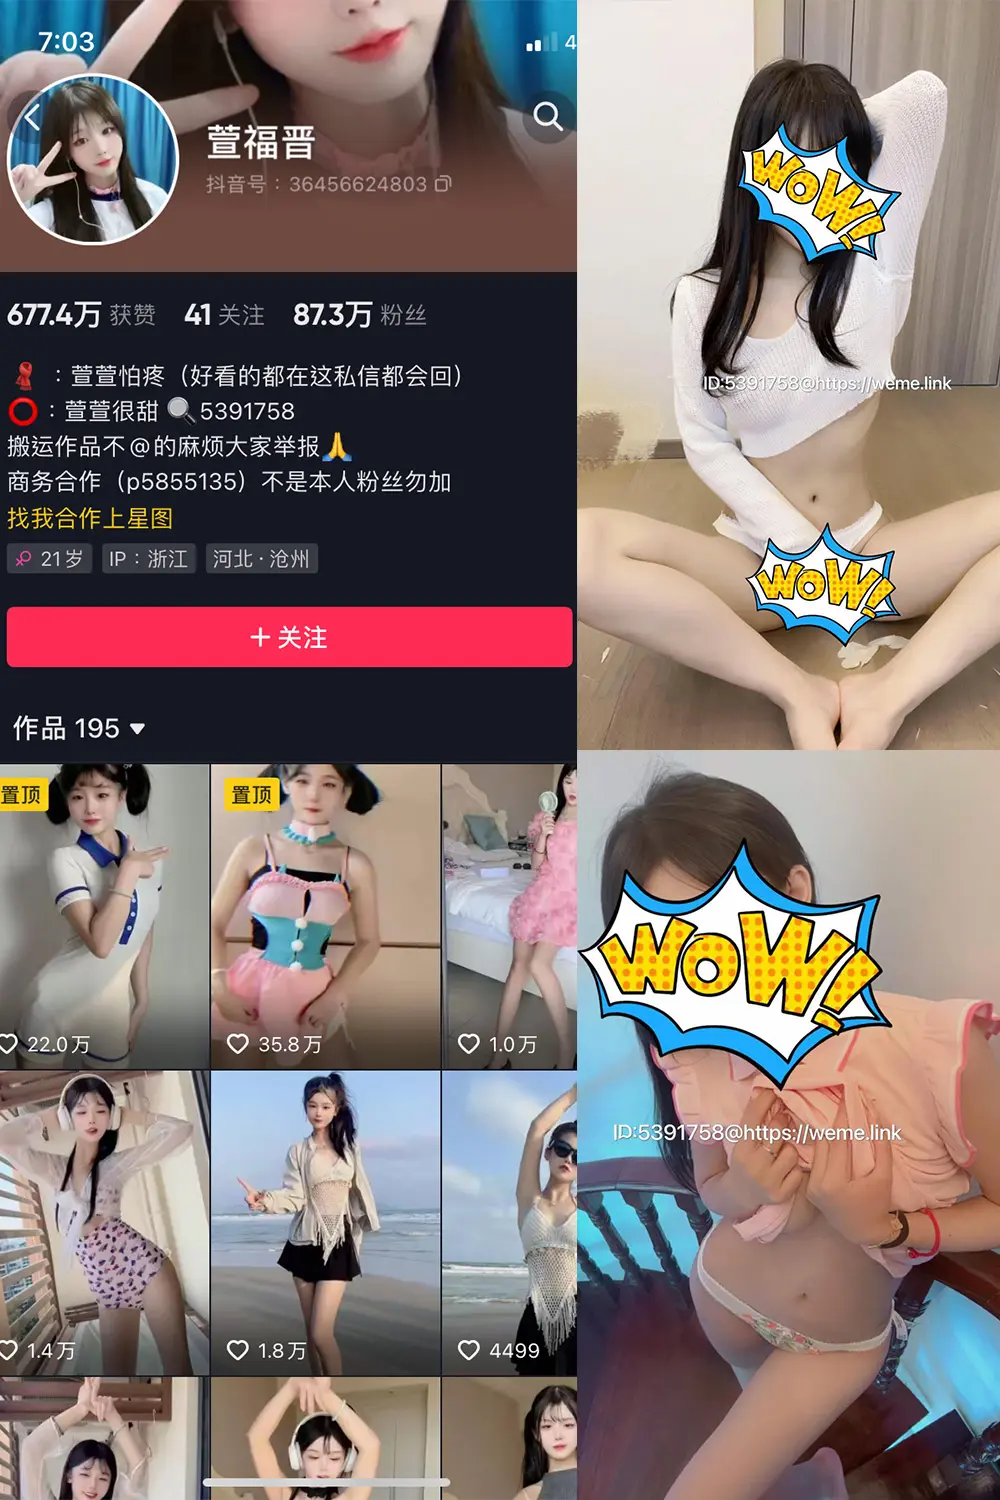 7:03
4
萱福晋
抖音号：36456624803
677.4万 获赞 41 关注 87.3万 粉丝
：萱萱怕疼（好看的都在这私信都会回）
：萱萱很甜 5391758
搬运作品不@的麻烦大家举报
商务合作（p5855135）不是本人粉丝勿加
找我合作上星图
21岁 IP：浙江 河北·沧州
+ 关注
作品 195
置顶
置顶
22.0万
35.8万
1.0万
1.4万
1.8万
4499
WOW!
ID:5391758@https://weme.link
WOW!
WOW!
ID:5391758@https://weme.link